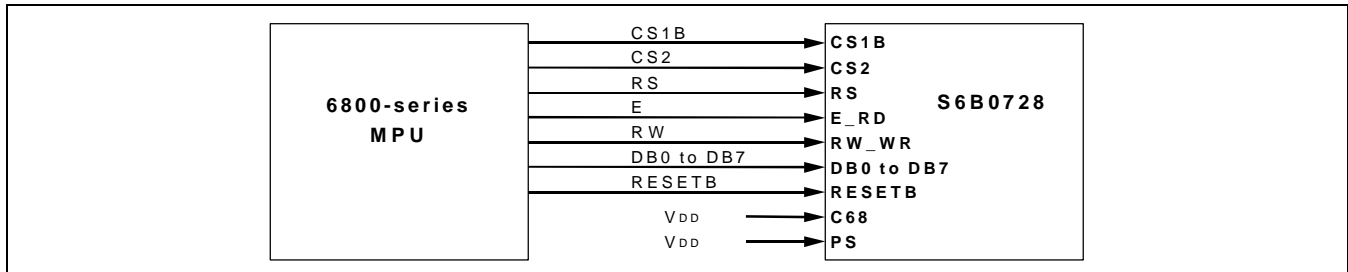 6800-series
MPU
CS1B
CS2
RS
E
RW
DB0 to DB7
RESETB
VDD
VDD
CS1B
CS2
RS
E_RD
RW_WR
DB0 to DB7
RESETB
C68
PS
S6B0728